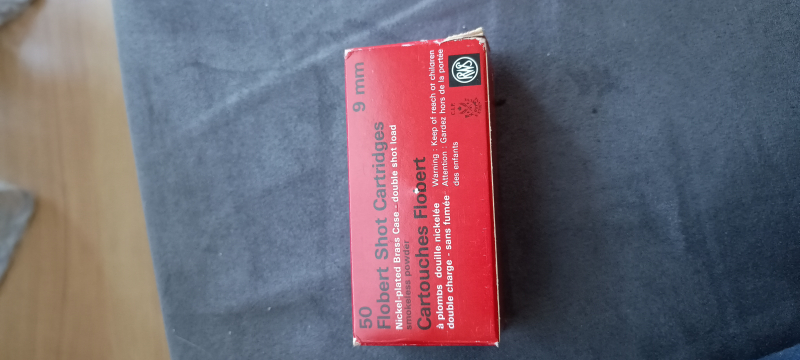 50 9 mm
Flobert Shot Cartridges
Nickel-plated Brass Case - double shot load
smokeless powder
Cartouches Flobert
à plombs douille nickelée
double charge - sans fumée
Warning : Keep of reach or children
Attention : Gardez hors de la portée
des enfants
RWS